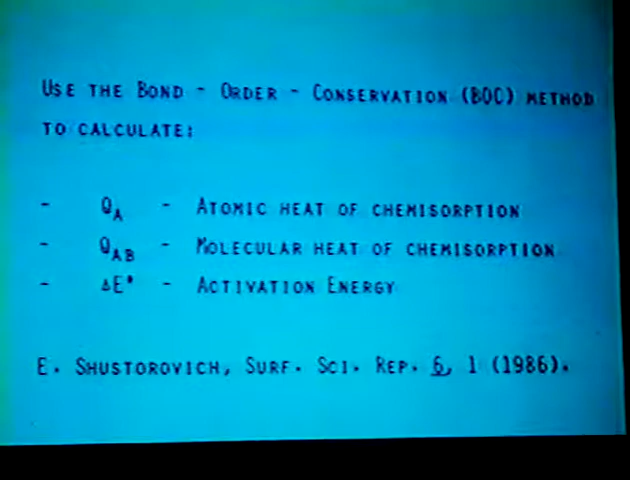 USE THE BOND - ORDER - CONSERVATION (BOC) METHOD
TO CALCULATE:
- Q_A - ATOMIC HEAT OF CHEMISORPTION
- Q_AB - MOLECULAR HEAT OF CHEMISORPTION
- ΔE* - ACTIVATION ENERGY
E. SHUSTOROVICH, SURF. SCI. REP. 6, 1 (1986).